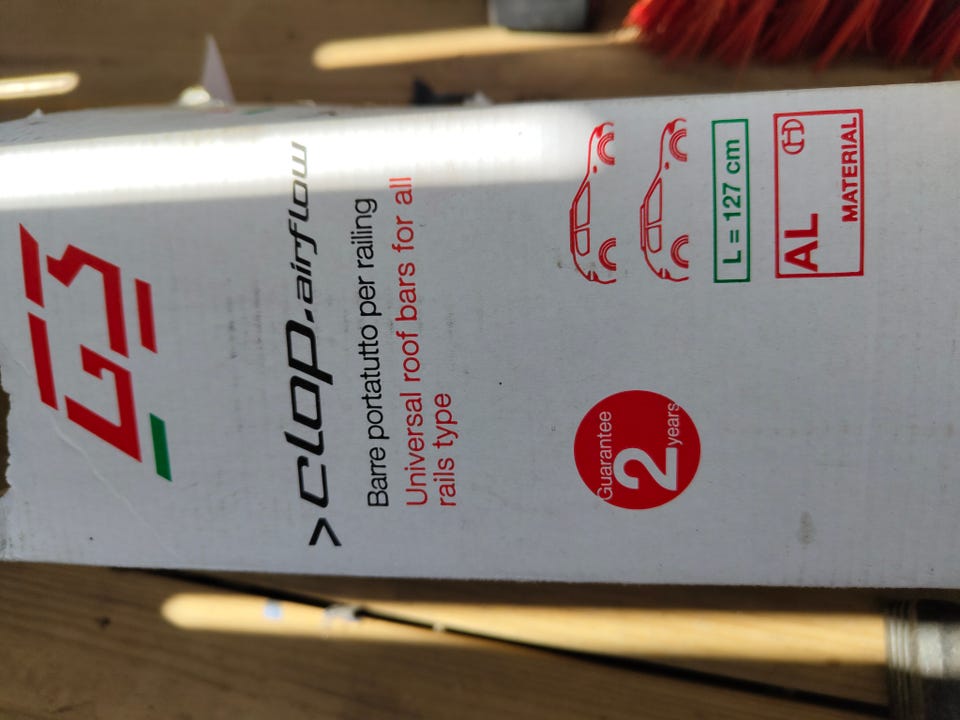 G3
>clop.airflow
Barre portatutto per railing
Universal roof bars for all
rails type
Guarantee
2
years
L = 127 cm
AL
MATERIAL